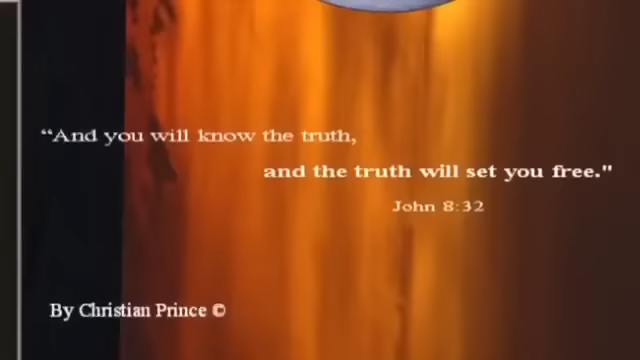 “And you will know the truth,
and the truth will set you free."
John 8:32
By Christian Prince ©